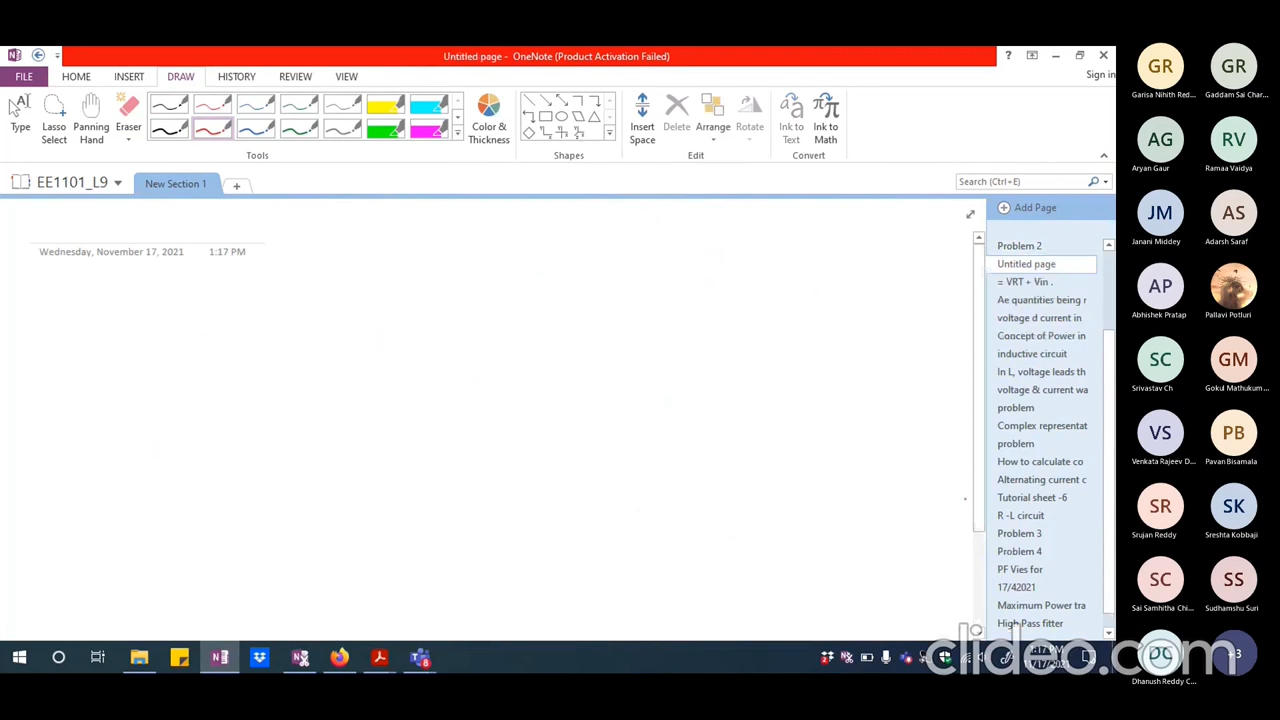 Untitled page - OneNote (Product Activation Failed)
?
FILE
HOME
INSERT
DRAW
HISTORY
REVIEW
VIEW
Sign in
Type
Lasso
Select
Panning
Hand
Eraser
Color &
Thickness
Insert
Space
Delete
Arrange
Rotate
Ink to
Text
Ink to
Math
Tools
Shapes
Edit
Convert
EE1101_L9
New Section 1
Search (Ctrl+E)
Wednesday, November 17, 2021 1:17 PM
Add Page
Problem 2
Untitled page
= VRT + Vin .
Ae quantities being r
voltage d current in
Concept of Power in
inductive circuit
In L, voltage leads th
voltage & current wa
problem
Complex representat
problem
How to calculate co
Alternating current c
Tutorial sheet -6
R -L circuit
Problem 3
Problem 4
PF Vies for
17/42021
Maximum Power tra
High Pass fitter
GR
Garisa Nihith Red...
GR
Gaddam Sai Char...
AG
Aryan Gaur
RV
Ramaa Vaidya
JM
Janani Middey
AS
Adarsh Saraf
AP
Abhishek Pratap
Pallavi Potluri
SC
Srivastav Ch
GM
Gokul Mathukum...
VS
Venkata Rajeev D...
PB
Pavan Bisamala
SR
Srujan Reddy
SK
Sreshta Kobbaji
SC
Sai Samhitha Chi...
SS
Sudhamshu Suri
DC
Dhanush Reddy C...
+3
1:17 PM
11/17/2021
clideo.com